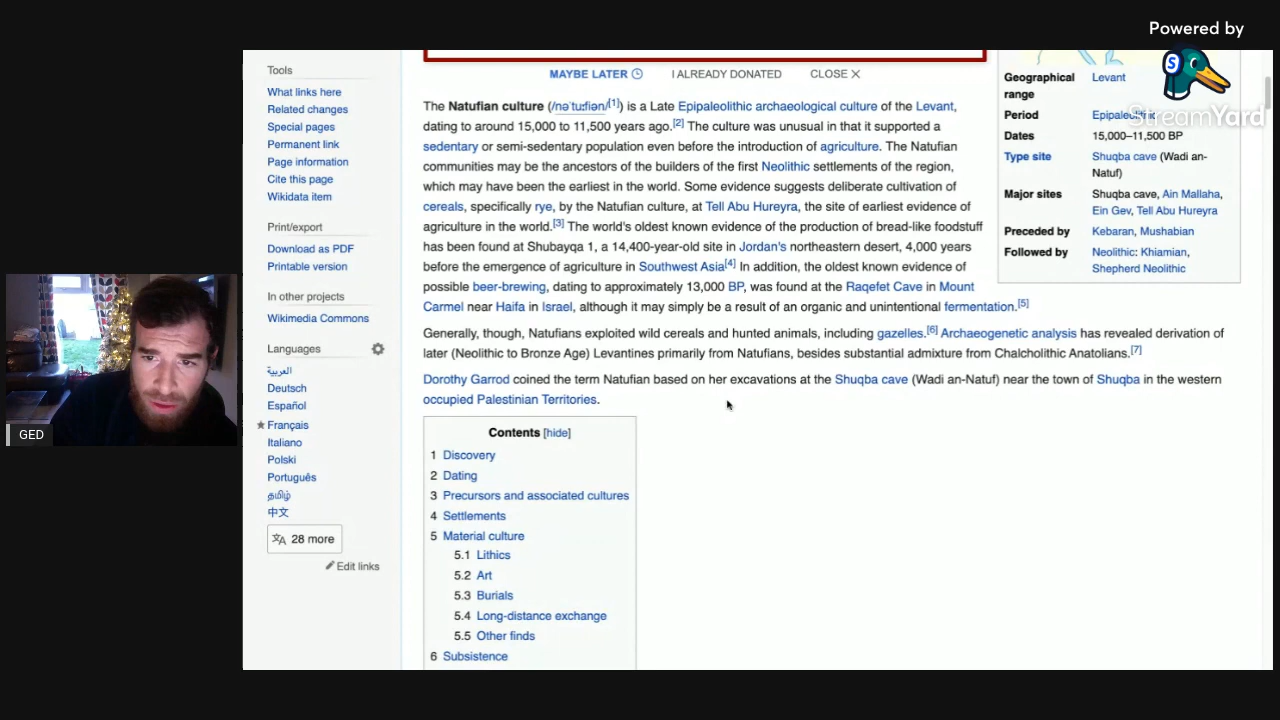 Powered by
StreamYard
GED
Tools
What links here
Related changes
Special pages
Permanent link
Page information
Cite this page
Wikidata item
Print/export
Download as PDF
Printable version
In other projects
Wikimedia Commons
Languages
العربية
Deutsch
Español
Français
Italiano
Polski
Português
தமிழ்
中文
28 more
Edit links
MAYBE LATER I ALREADY DONATED CLOSE
The Natufian culture (/nəˈtuːfiən/[1]) is a Late Epipaleolithic archaeological culture of the Levant,
dating to around 15,000 to 11,500 years ago.[2] The culture was unusual in that it supported a
sedentary or semi-sedentary population even before the introduction of agriculture. The Natufian
communities may be the ancestors of the builders of the first Neolithic settlements of the region,
which may have been the earliest in the world. Some evidence suggests deliberate cultivation of
cereals, specifically rye, by the Natufian culture, at Tell Abu Hureyra, the site of earliest evidence of
agriculture in the world.[3] The world's oldest known evidence of the production of bread-like foodstuff
has been found at Shubayqa 1, a 14,400-year-old site in Jordan's northeastern desert, 4,000 years
before the emergence of agriculture in Southwest Asia[4] In addition, the oldest known evidence of
possible beer-brewing, dating to approximately 13,000 BP, was found at the Raqefet Cave in Mount
Carmel near Haifa in Israel, although it may simply be a result of an organic and unintentional fermentation.[5]
Generally, though, Natufians exploited wild cereals and hunted animals, including gazelles.[6] Archaeogenetic analysis has revealed derivation of
later (Neolithic to Bronze Age) Levantines primarily from Natufians, besides substantial admixture from Chalcholithic Anatolians.[7]
Dorothy Garrod coined the term Natufian based on her excavations at the Shuqba cave (Wadi an-Natuf) near the town of Shuqba in the western
occupied Palestinian Territories.
Geographical range Levant
Period Epipaleolithic
Dates 15,000–11,500 BP
Type site Shuqba cave (Wadi an-
Natuf)
Major sites Shuqba cave, Ain Mallaha,
Ein Gev, Tell Abu Hureyra
Preceded by Kebaran, Mushabian
Followed by Neolithic: Khiamian,
Shepherd Neolithic
Contents [hide]
1 Discovery
2 Dating
3 Precursors and associated cultures
4 Settlements
5 Material culture
5.1 Lithics
5.2 Art
5.3 Burials
5.4 Long-distance exchange
5.5 Other finds
6 Subsistence